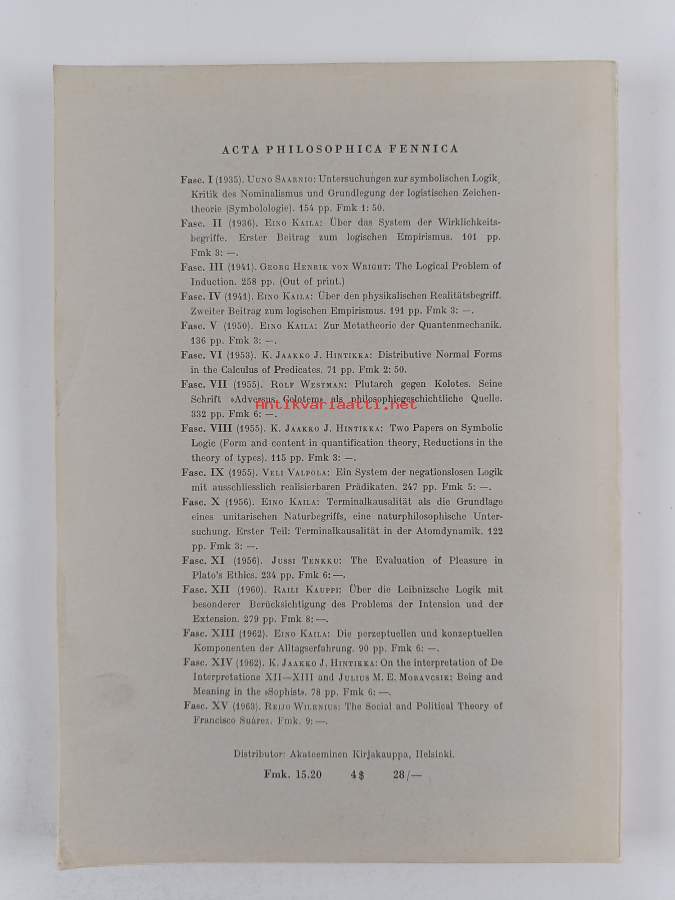 ACTA PHILOSOPHICA FENNICA
Fasc. I (1935). Uuno Saarnio: Untersuchungen zur symbolischen Logik.
Kritik des Nominalismus und Grundlegung der logistischen Zeichen-
theorie (Symbolologie). 154 pp. Fmk 1: 50.
Fasc. II (1936). Eino Kaila: Über das System der Wirklichkeits-
begriffe. Erster Beitrag zum logischen Empirismus. 101 pp.
Fmk 3: —.
Fasc. III (1941). Georg Henrik von Wright: The Logical Problem of
Induction. 258 pp. (Out of print.)
Fasc. IV (1941). Eino Kaila: Über den physikalischen Realitätsbegriff.
Zweiter Beitrag zum logischen Empirismus. 191 pp. Fmk 3: —.
Fasc. V (1950). Eino Kaila: Zur Metatheorie der Quantenmechanik.
136 pp. Fmk 3: —.
Fasc. VI (1953). K. Jaakko J. Hintikka: Distributive Normal Forms
in the Calculus of Predicates. 71 pp. Fmk 2: 50.
Fasc. VII (1955). Rolf Westman: Plutarch gegen Kolotes. Seine
Schrift »Adversus Colotem» als philosophiegeschichtliche Quelle.
332 pp. Fmk 6: —.
antikvariaatti.net
Fasc. VIII (1955). K. Jaakko J. Hintikka: Two Papers on Symbolic
Logic (Form and content in quantification theory, Reductions in the
theory of types). 115 pp. Fmk 3: —.
Fasc. IX (1955). Veli Valpola: Ein System der negationslosen Logik
mit ausschliesslich realisierbaren Prädikaten. 247 pp. Fmk 5: —.
Fasc. X (1956). Eino Kaila: Terminalkausalität als die Grundlage
eines unitarischen Naturbegriffs, eine naturphilosophische Unter-
suchung. Erster Teil: Terminalkausalität in der Atomdynamik. 122
pp. Fmk 3: —.
Fasc. XI (1956). Jussi Tenkku: The Evaluation of Pleasure in
Plato's Ethics. 234 pp. Fmk 6: —.
Fasc. XII (1960). Raili Kauppi: Über die Leibnizsche Logik mit
besonderer Berücksichtigung des Problems der Intension und der
Extension. 279 pp. Fmk 8: —.
Fasc. XIII (1962). Eino Kaila: Die perzeptuellen und konzeptuellen
Komponenten der Alltagserfahrung. 90 pp. Fmk 6: —.
Fasc. XIV (1962). K. Jaakko J. Hintikka: On the interpretation of De
Interpretatione XII—XIII and Julius M. E. Moravcsik: Being and
Meaning in the »Sophist». 78 pp. Fmk 6: —.
Fasc. XV (1963). Reijo Wilenius: The Social and Political Theory of
Francisco Suárez. Fmk. 9: —.
Distributor: Akateeminen Kirjakauppa, Helsinki.
Fmk. 15.20 4 $ 28/—